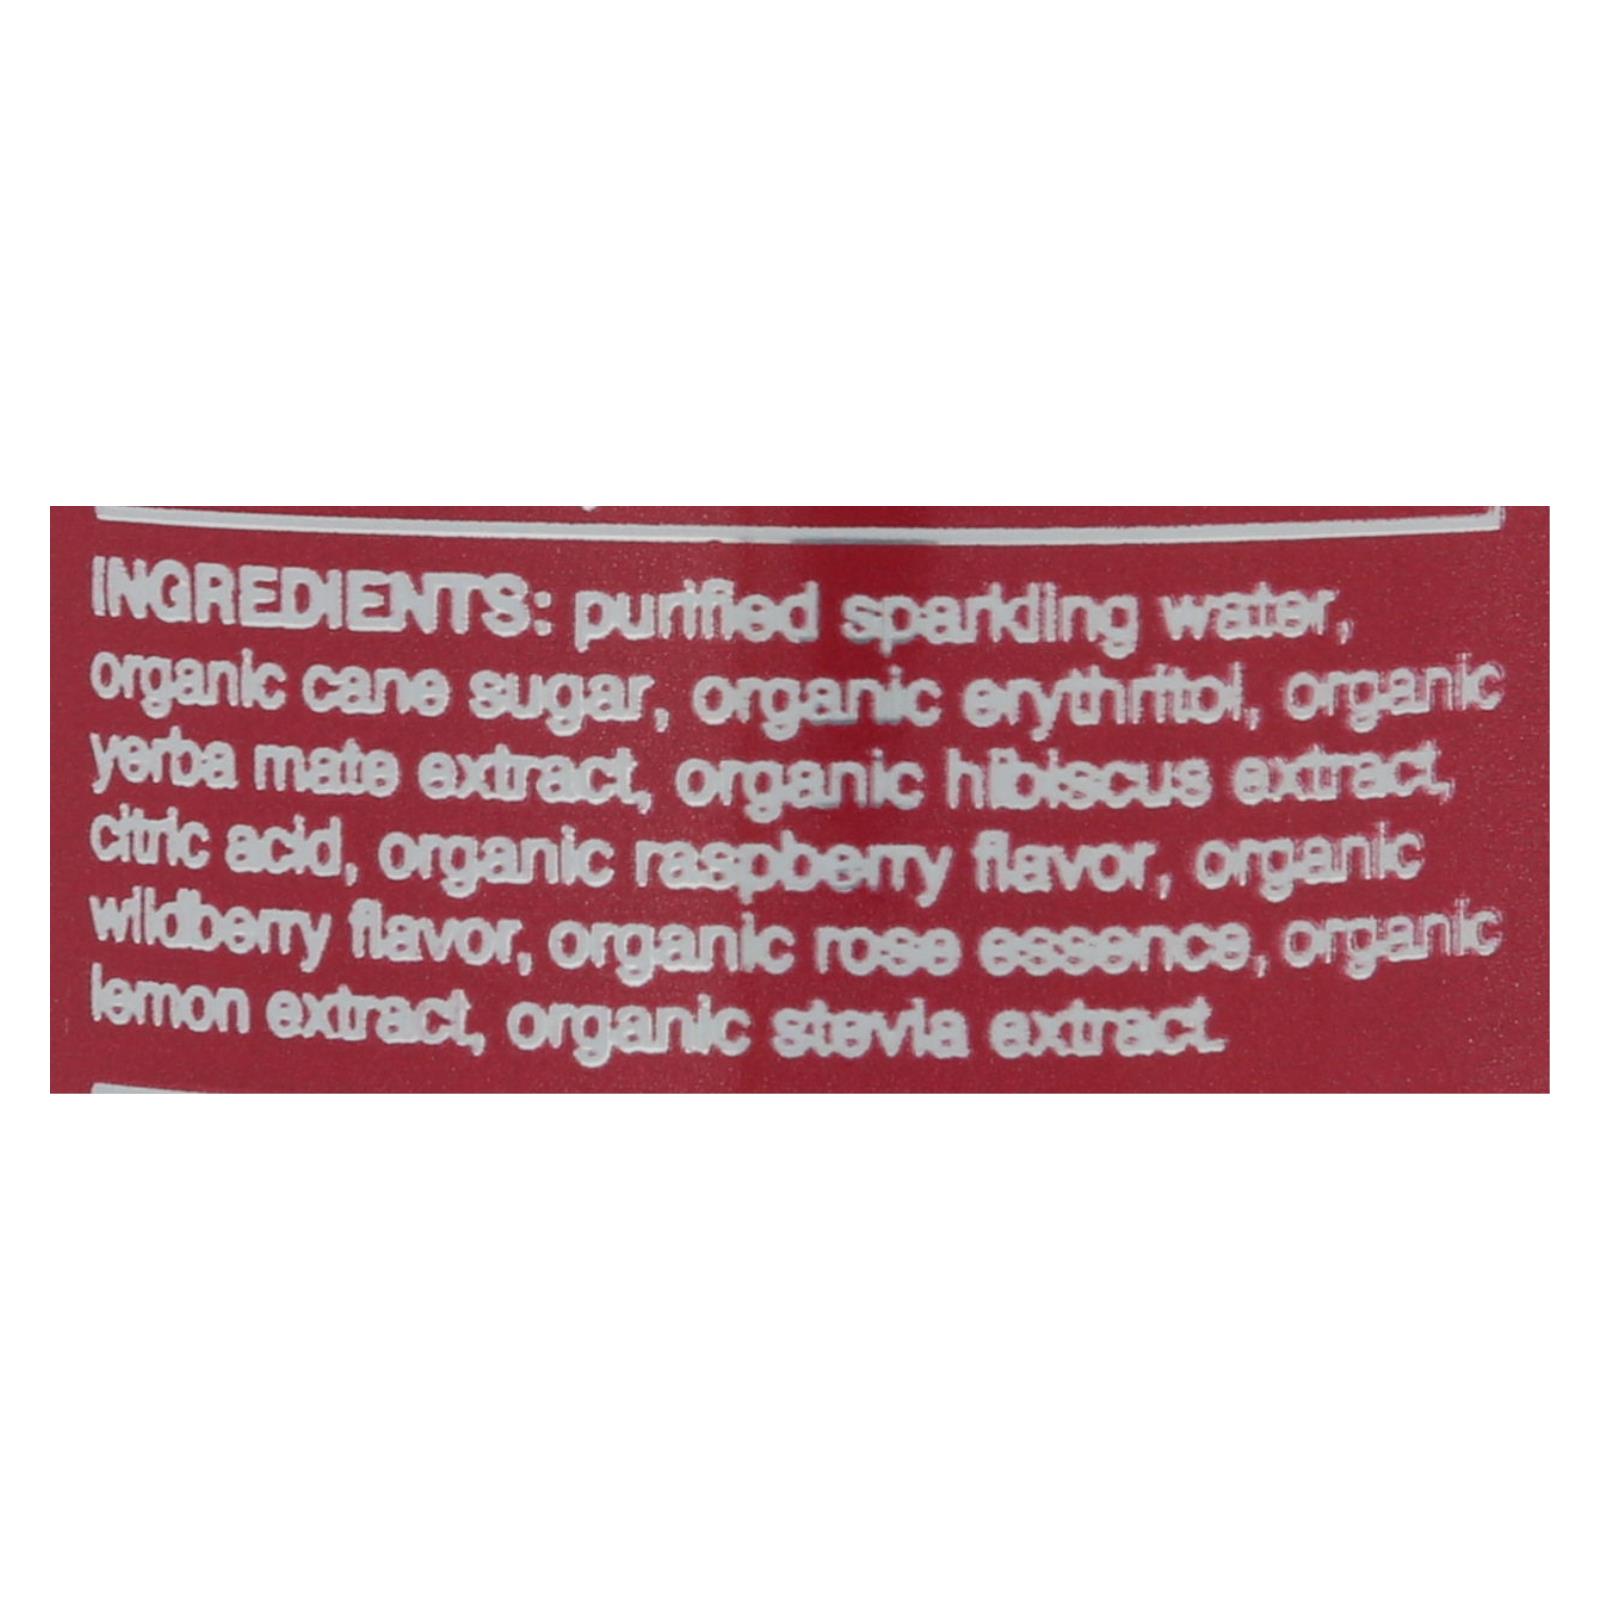 INGREDIENTS: purified sparkling water,
organic cane sugar, organic erythritol, organic
yerba mate extract, organic hibiscus extract,
citric acid, organic raspberry flavor, organic
wildberry flavor, organic rose essence, organic
lemon extract, organic stevia extract.